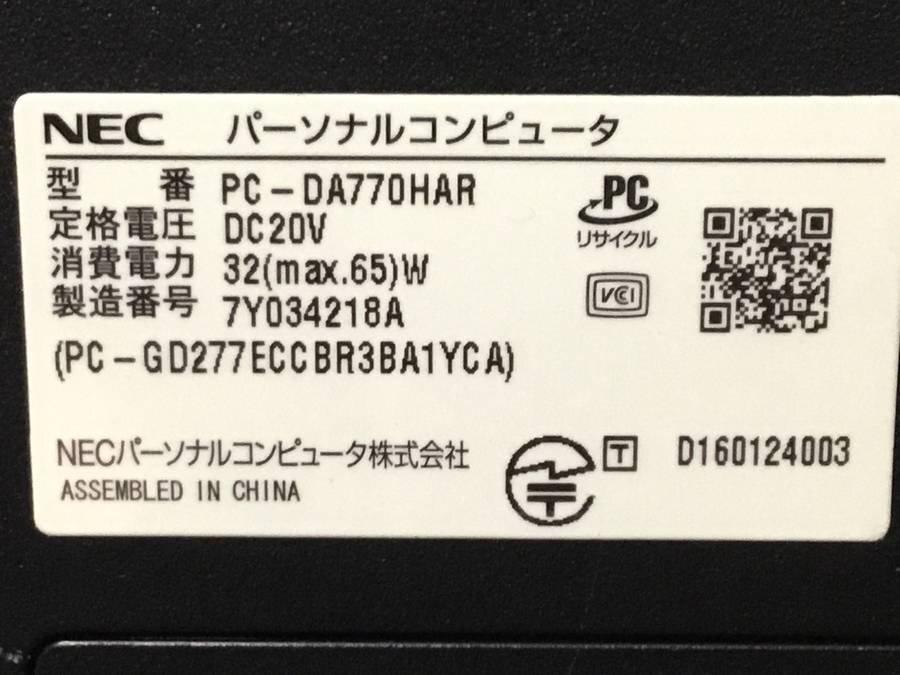 NEC パーソナルコンピュータ
型番 PC-DA770HAR
定格電圧 DC20V
消費電力 32(max.65)W
製造番号 7Y034218A
(PC-GD277ECCBR3BA1YCA)
PC
リサイクル
VCI
NECパーソナルコンピュータ株式会社
ASSEMBLED IN CHINA
T D160124003